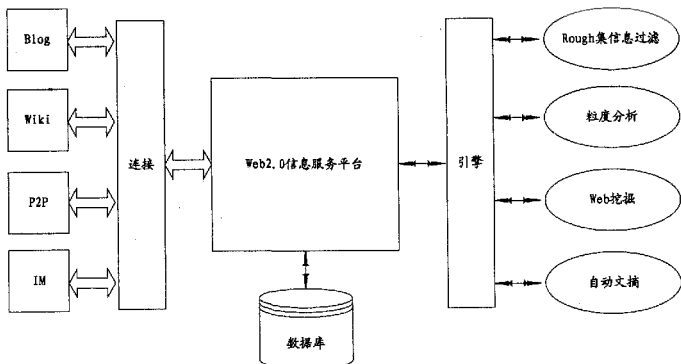 Blog
Wiki
P2P
IM
连接
Web2.0信息服务平台
数据库
引擎
Rough集信息过滤
粒度分析
Web挖掘
自动文摘